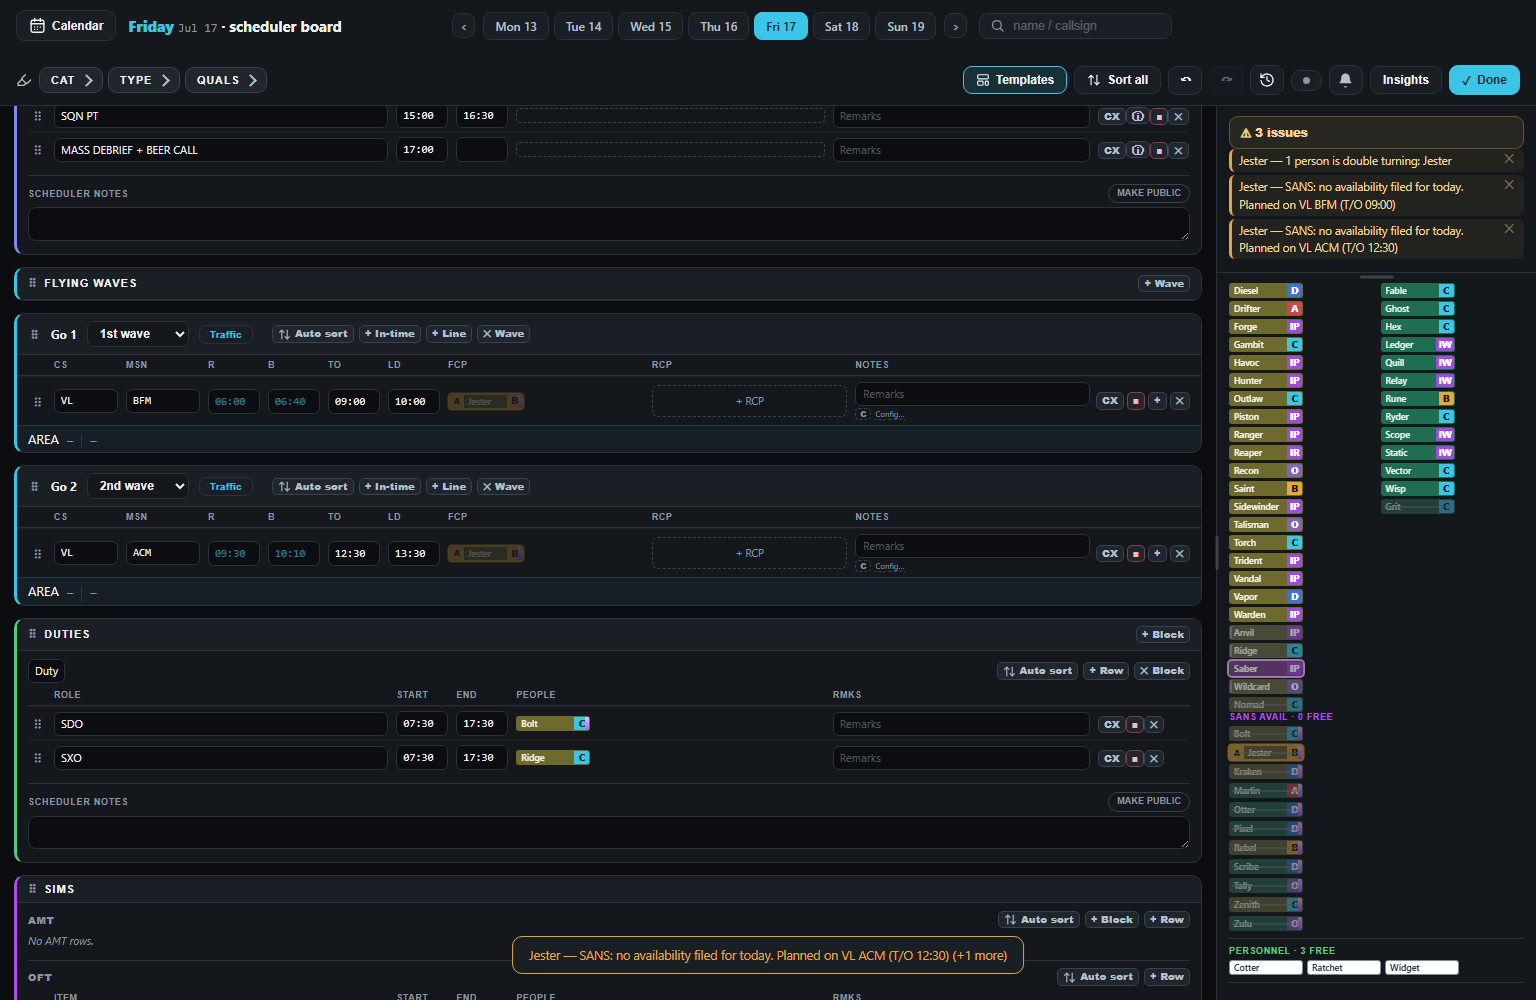 Calendar
Friday Jul 17 · scheduler board
‹ Mon 13 Tue 14 Wed 15 Thu 16 Fri 17 Sat 18 Sun 19 ›
name / callsign
CAT TYPE QUALS
Templates Sort all Insights ✓ Done
SQN PT 15:00 16:30 Remarks CX
MASS DEBRIEF + BEER CALL 17:00 Remarks CX
SCHEDULER NOTES MAKE PUBLIC
FLYING WAVES + Wave
Go 1 1st wave Traffic Auto sort + In-time + Line × Wave
CS MSN R B TO LD FCP RCP NOTES
VL BFM 06:00 06:40 09:00 10:00 A Jester B + RCP Remarks CX
C Config...
AREA – –
Go 2 2nd wave Traffic Auto sort + In-time + Line × Wave
CS MSN R B TO LD FCP RCP NOTES
VL ACM 09:30 10:10 12:30 13:30 A Jester B + RCP Remarks CX
C Config...
AREA – –
DUTIES + Block
Duty Auto sort + Row × Block
ROLE START END PEOPLE RMKS
SDO 07:30 17:30 Bolt C Remarks CX
SXO 07:30 17:30 Ridge C Remarks CX
SCHEDULER NOTES MAKE PUBLIC
SIMS
AMT Auto sort + Block + Row
No AMT rows.
Jester — SANS: no availability filed for today. Planned on VL ACM (T/O 12:30) (+1 more)
OFT Auto sort + Row
ITEM START END PEOPLE RMKS
⚠ 3 issues
Jester — 1 person is double turning: Jester
Jester — SANS: no availability filed for today.
Planned on VL BFM (T/O 09:00)
Jester — SANS: no availability filed for today.
Planned on VL ACM (T/O 12:30)
Diesel D Fable C
Drifter A Ghost C
Forge IP Hex C
Gambit C Ledger IW
Havoc IP Quill IW
Hunter IP Relay IW
Outlaw C Rune B
Piston IP Ryder C
Ranger IP Scope IW
Reaper IR Static IW
Recon O Vector C
Saint B Wisp C
Sidewinder IP Grit C
Talisman O
Torch C
Trident IP
Vandal IP
Vapor D
Warden IP
Anvil IP
Ridge C
Saber IP
Wildcard O
Nomad C
SANS AVAIL · 0 FREE
Bolt C
A Jester B
Kraken D
Marlin A
Otter D
Pixel D
Rebel B
Scribe D
Tally O
Zenith C
Zulu O
PERSONNEL · 3 FREE
Cotter Ratchet Widget